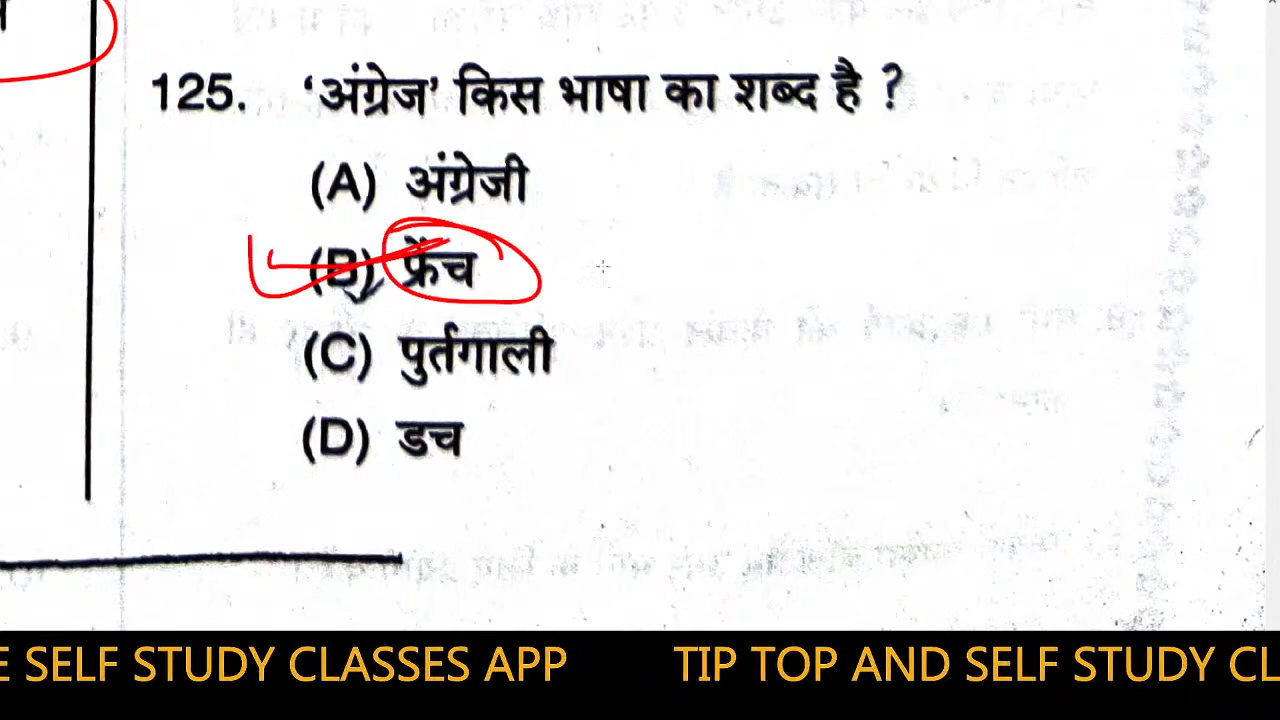 125. ‘अंग्रेज’ किस भाषा का शब्द है ?
(A) अंग्रेजी
(B) फ्रेंच
(C) पुर्तगाली
(D) डच
E SELF STUDY CLASSES APP TIP TOP AND SELF STUDY CL